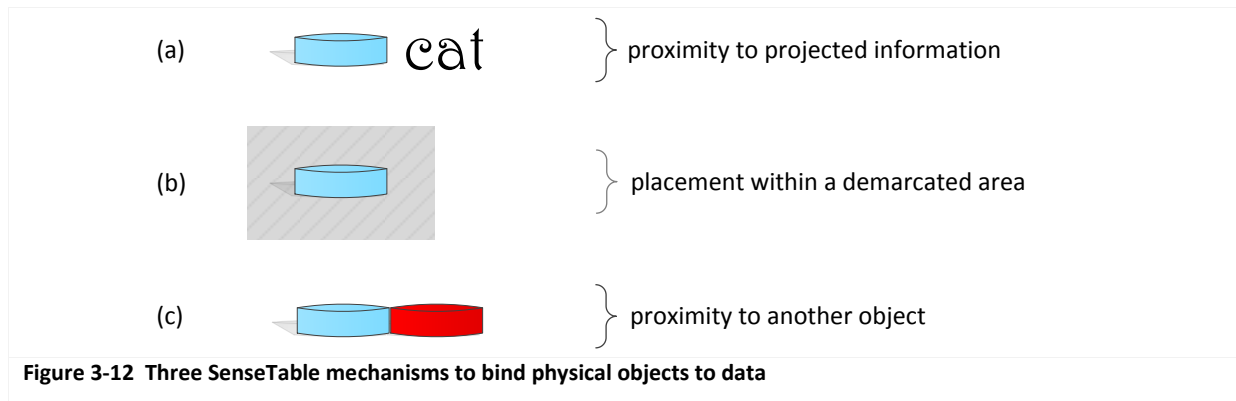 (a) cat proximity to projected information
(b) placement within a demarcated area
(c) proximity to another object
Figure 3-12 Three SenseTable mechanisms to bind physical objects to data